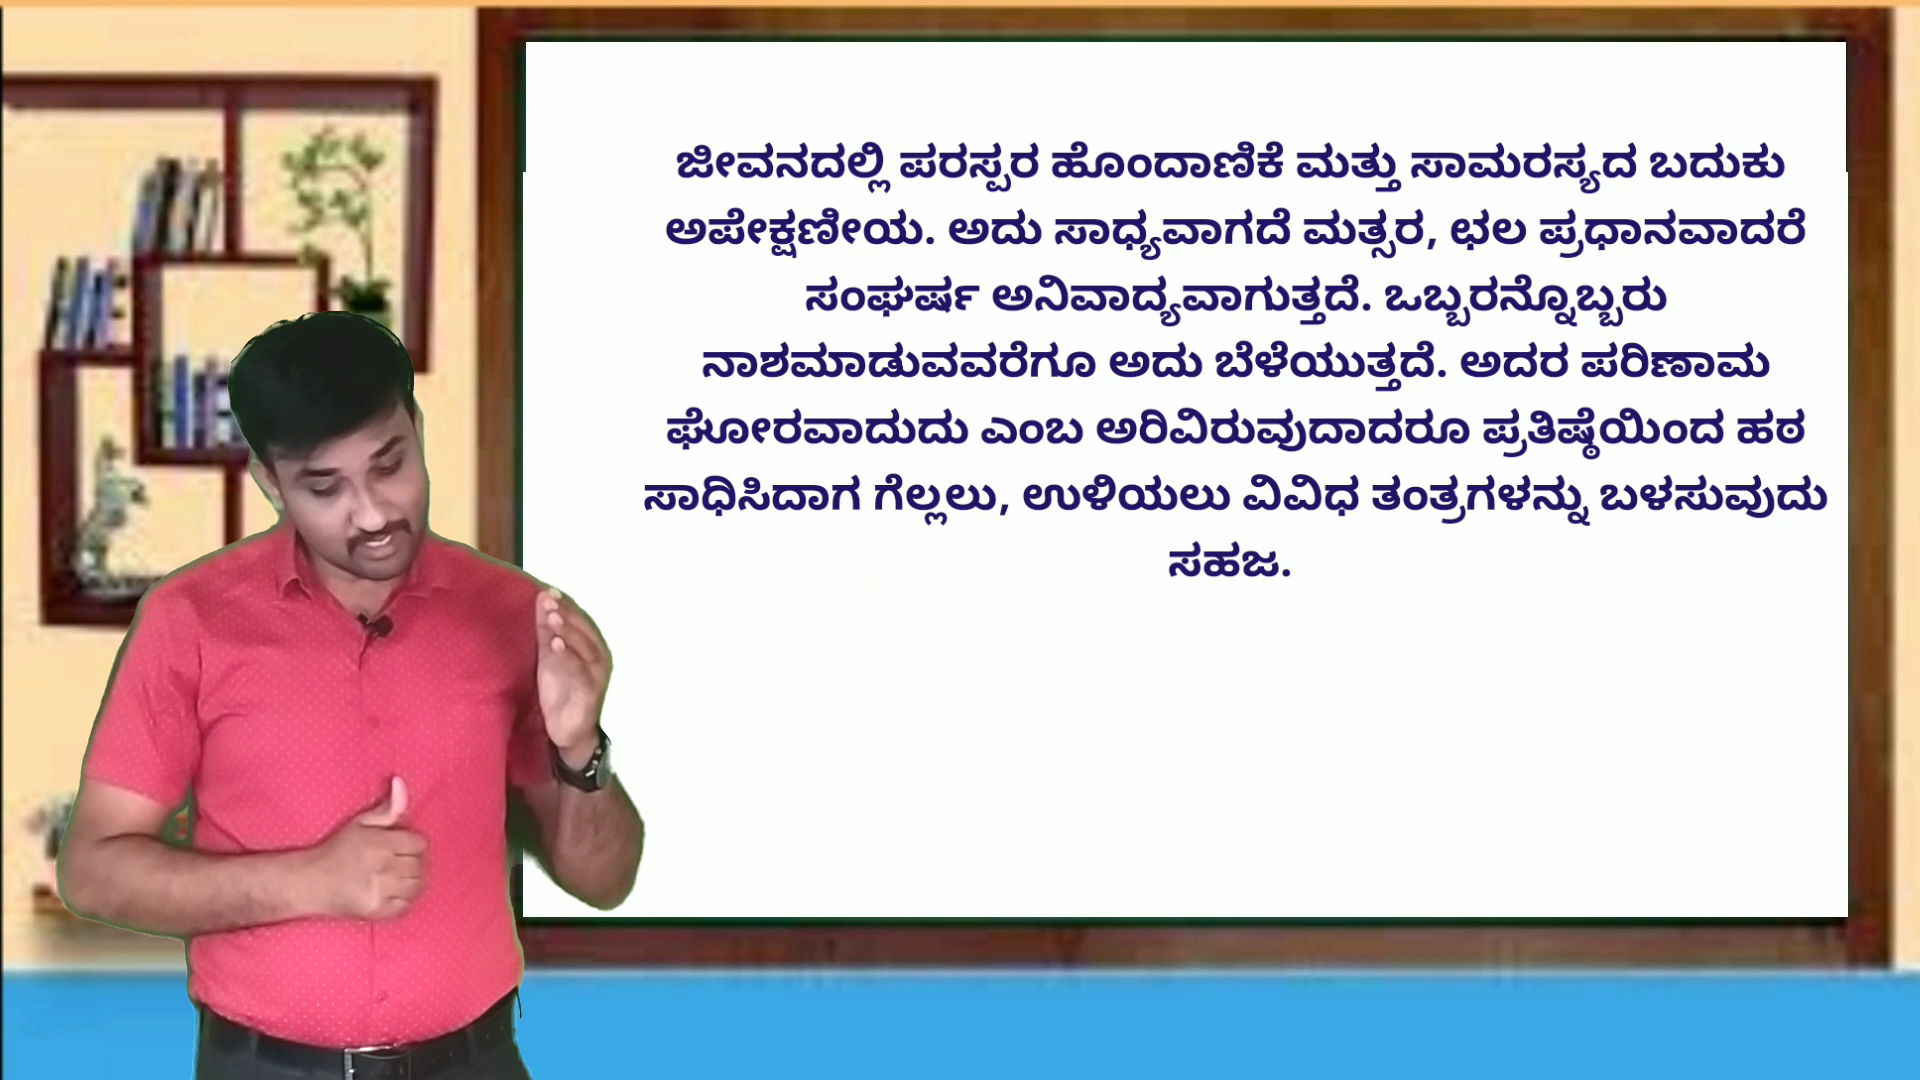 ಜೀವನದಲ್ಲಿ ಪರಸ್ಪರ ಹೊಂದಾಣಿಕೆ ಮತ್ತು ಸಾಮರಸ್ಯದ ಬದುಕು
ಅಪೇಕ್ಷಣೀಯ. ಅದು ಸಾಧ್ಯವಾಗದೆ ಮತ್ಸರ, ಛಲ ಪ್ರಧಾನವಾದರೆ
ಸಂಘರ್ಷ ಅನಿವಾದ್ಯವಾಗುತ್ತದೆ. ಒಬ್ಬರನ್ನೊಬ್ಬರು
ನಾಶಮಾಡುವವರೆಗೂ ಅದು ಬೆಳೆಯುತ್ತದೆ. ಅದರ ಪರಿಣಾಮ
ಘೋರವಾದುದು ಎಂಬ ಅರಿವಿರುವುದಾದರೂ ಪ್ರತಿಷ್ಠೆಯಿಂದ ಹಠ
ಸಾಧಿಸಿದಾಗ ಗೆಲ್ಲಲು, ಉಳಿಯಲು ವಿವಿಧ ತಂತ್ರಗಳನ್ನು ಬಳಸುವುದು
ಸಹಜ.